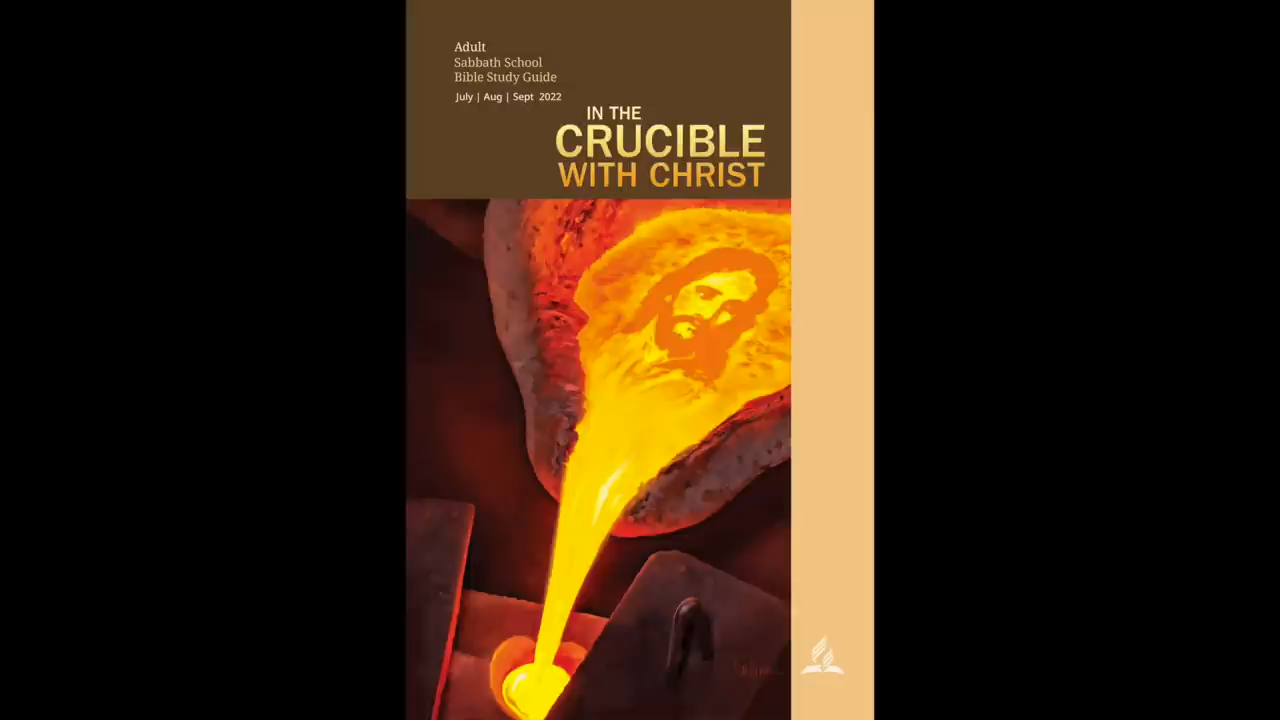 Adult
Sabbath School
Bible Study Guide
July | Aug | Sept 2022
IN THE
CRUCIBLE
WITH CHRIST